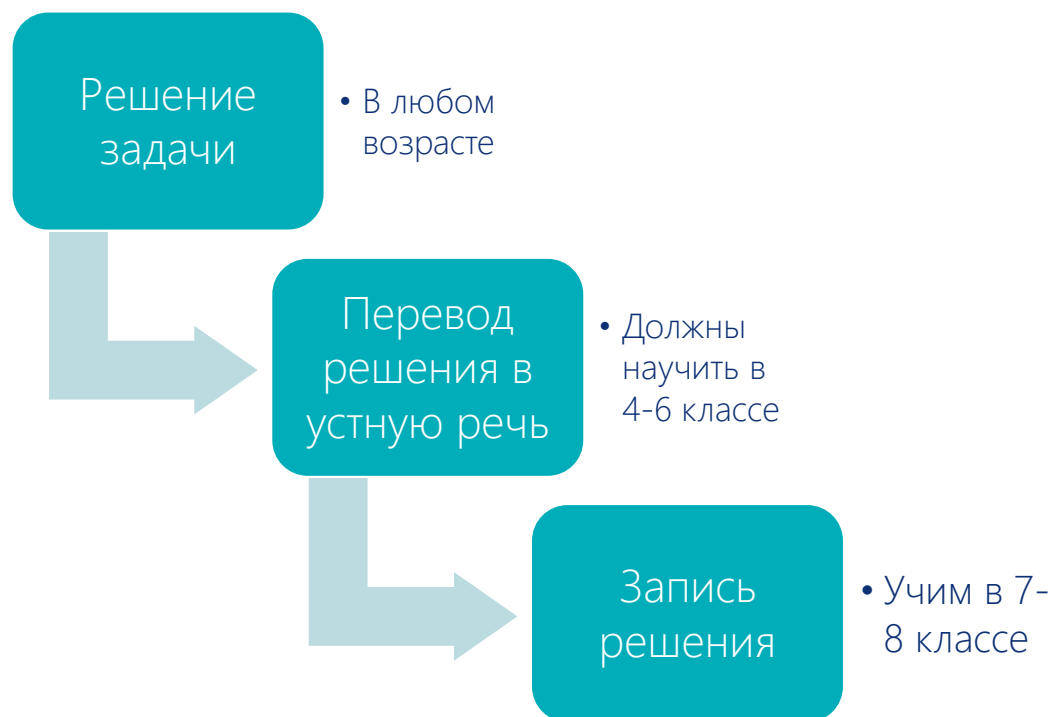 Решение
задачи
• В любом
возрасте
Перевод
решения в
устную речь
• Должны
научить в
4-6 классе
Запись
решения
• Учим в 7-
8 классе